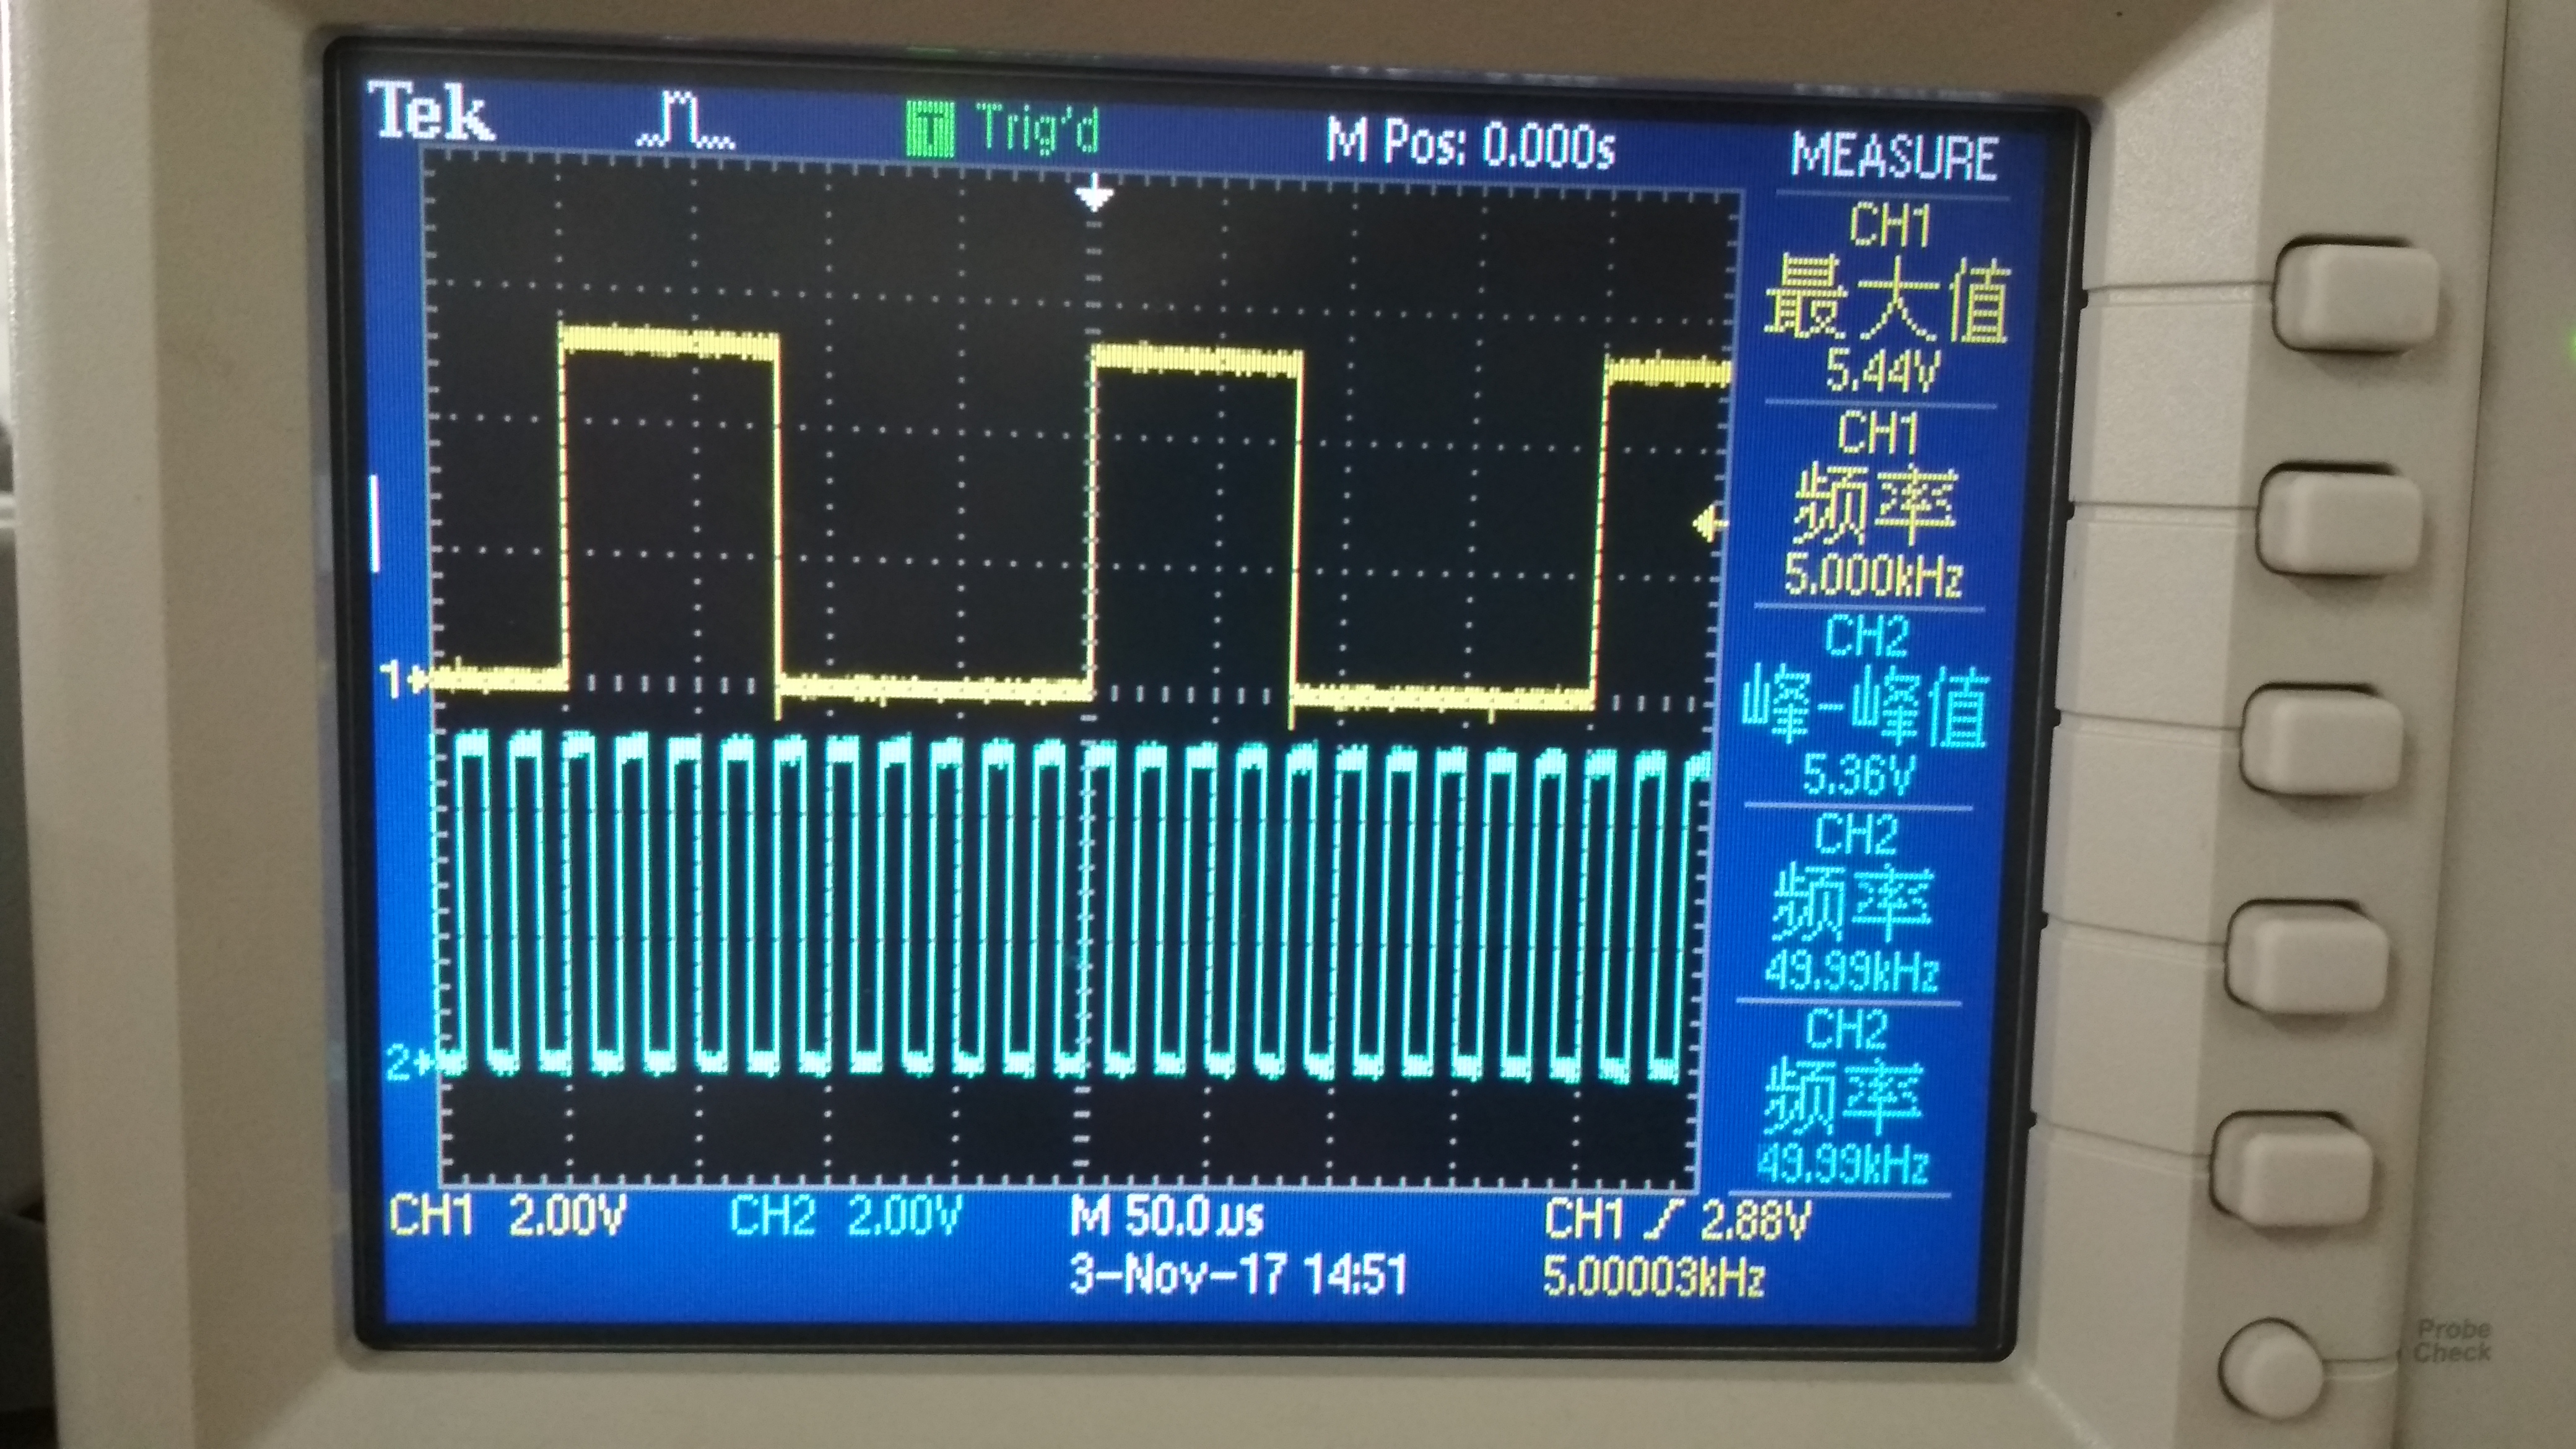 Tek T Trig'd M Pos: 0.000s MEASURE
CH1
最大值
5.44V
CH1
频率
5.000kHz
CH2
峰-峰值
5.36V
CH2
频率
49.99kHz
CH2
频率
49.99kHz
1
2
CH1 2.00V CH2 2.00V M 50.0µs CH1 2.88V
3-Nov-17 14:51 5.00003kHz
Probe
Check